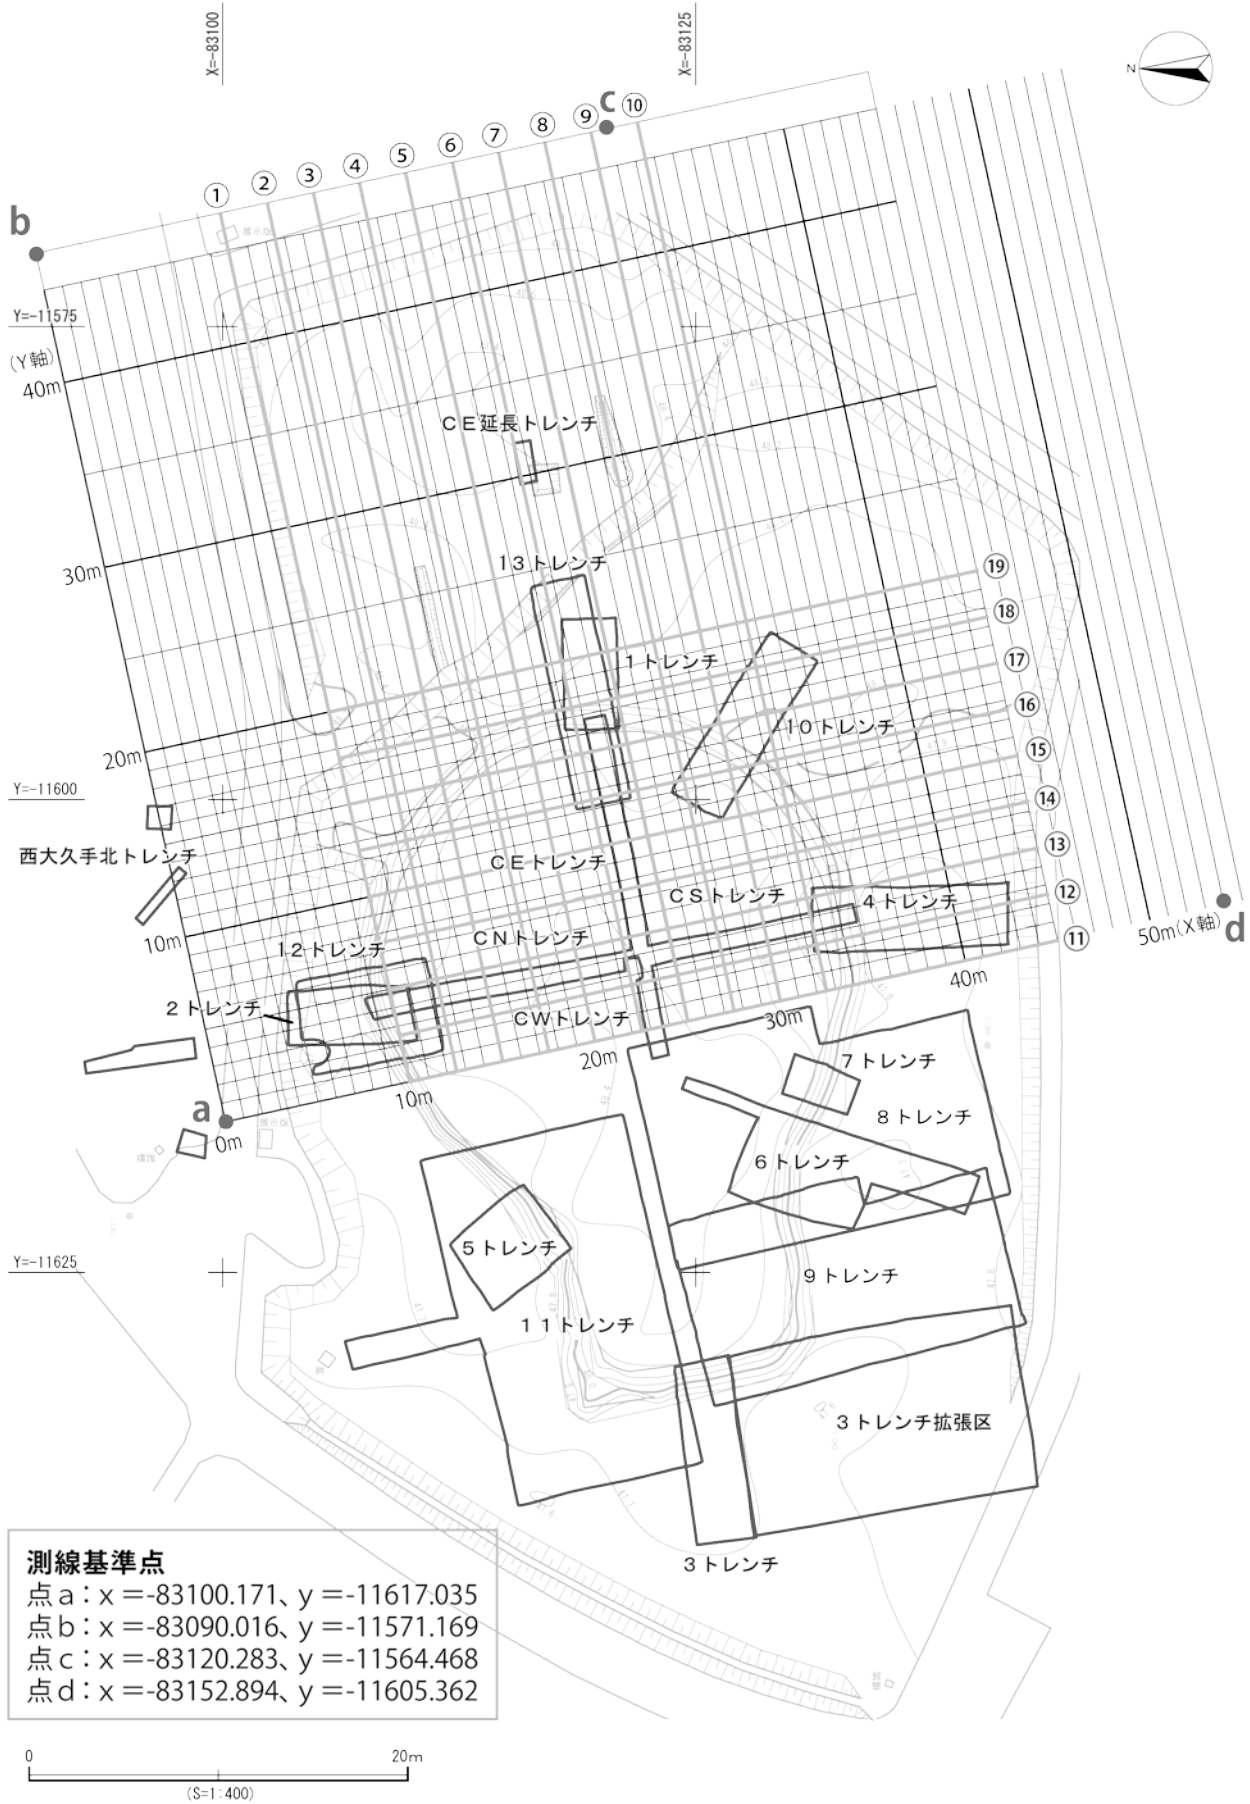 X=-83100
X=-83125
N
c
⑩
⑨
⑧
⑦
⑥
⑤
④
③
②
①
b
展示版
Y=-11575
(Y軸)
40m
CE延長トレンチ
30m
13トレンチ
⑲
⑱
1トレンチ
⑰
⑯
10トレンチ
20m
⑮
Y=-11600
⑭
西大久手北トレンチ
CEトレンチ
⑬
CSトレンチ
4トレンチ
⑫
d
50m(X軸)
10m
12トレンチ
CNトレンチ
⑪
40m
2トレンチ
CWトレンチ
30m
20m
7トレンチ
10m
a
0m
展示版
8トレンチ
6トレンチ
5トレンチ
Y=-11625
9トレンチ
11トレンチ
3トレンチ拡張区
3トレンチ
測線基準点
点a：x=-83100.171、y=-11617.035
点b：x=-83090.016、y=-11571.169
点c：x=-83120.283、y=-11564.468
点d：x=-83152.894、y=-11605.362
0 20m
(S=1:400)